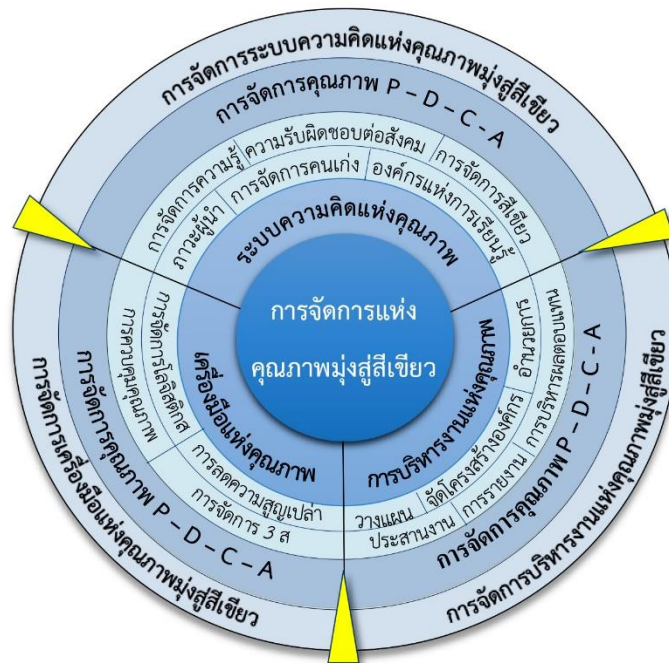 การจัดการระบบความคิดแห่งคุณภาพมุ่งสู่สีเขียว
การจัดการคุณภาพ P – D – C - A
การจัดการความรู้
ความรับผิดชอบต่อสังคม
การจัดการสีเขียว
ภาวะผู้นำ
การจัดการคนเก่ง
องค์กรแห่งการเรียนรู้
ระบบความคิดแห่งคุณภาพ
การจัดการแห่ง
คุณภาพมุ่งสู่สีเขียว
การบริหารงานแห่งคุณภาพ
อำนวยการ
จัดโครงสร้างองค์กร
วางแผน
การบริหารผลตอบแทน
การรายงาน
ประสานงาน
การจัดการคุณภาพ P – D – C - A
การจัดการบริหารงานแห่งคุณภาพมุ่งสู่สีเขียว
เครื่องมือแห่งคุณภาพ
การจัดการโลจิสติกส
การลดความสูญเปล่า
การควบคุมคุณภาพ
การจัดการ 3 ส
การจัดการคุณภาพ P – D – C - A
การจัดการเครื่องมือแห่งคุณภาพมุ่งสู่สีเขียว